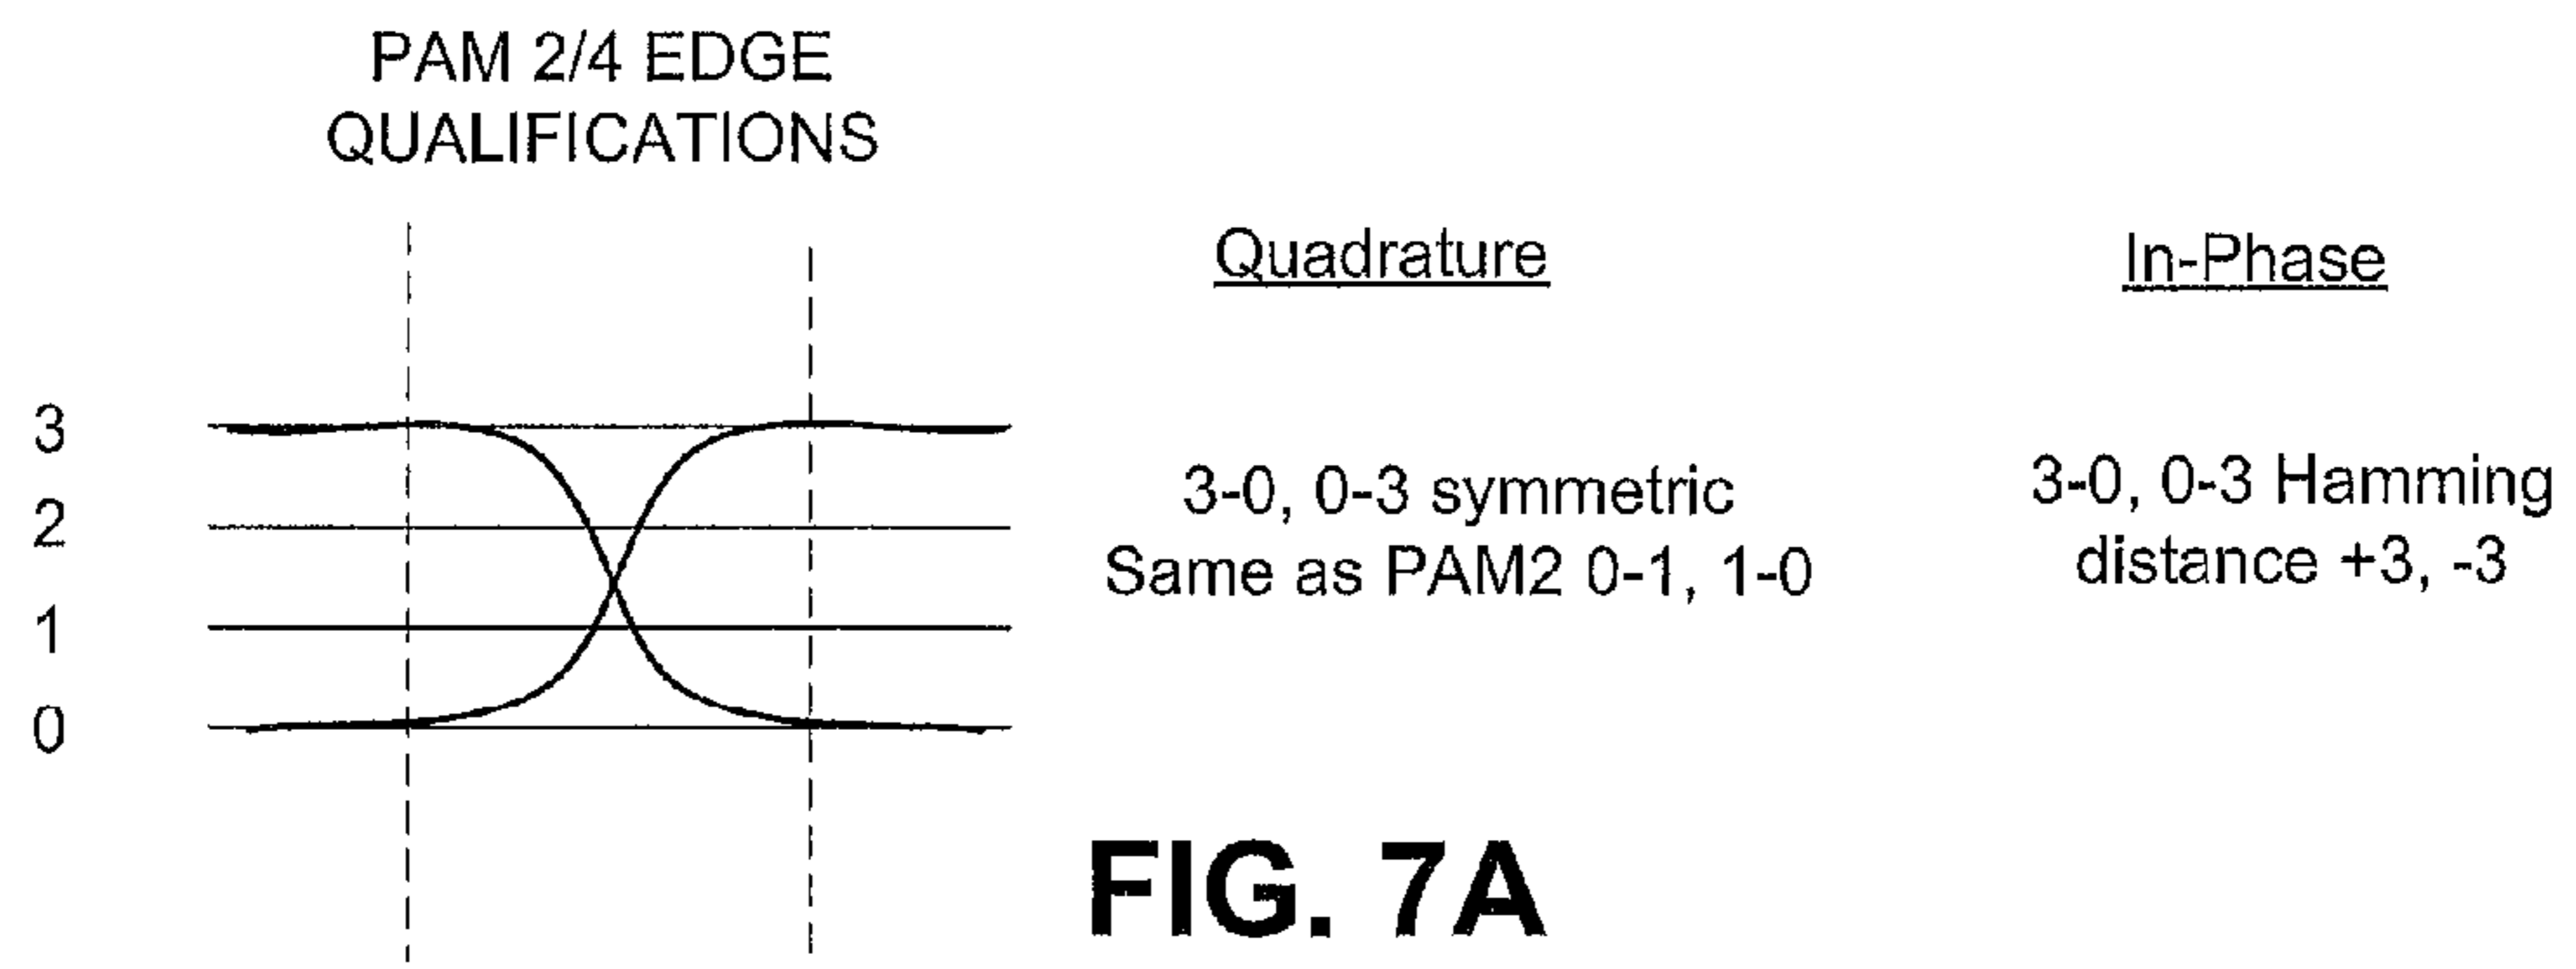 PAM 2/4 EDGE
QUALIFICATIONS
Quadrature
In-Phase
3
2
1
0
3-0, 0-3 symmetric
Same as PAM2 0-1, 1-0
3-0, 0-3 Hamming
distance +3, -3
FIG. 7A